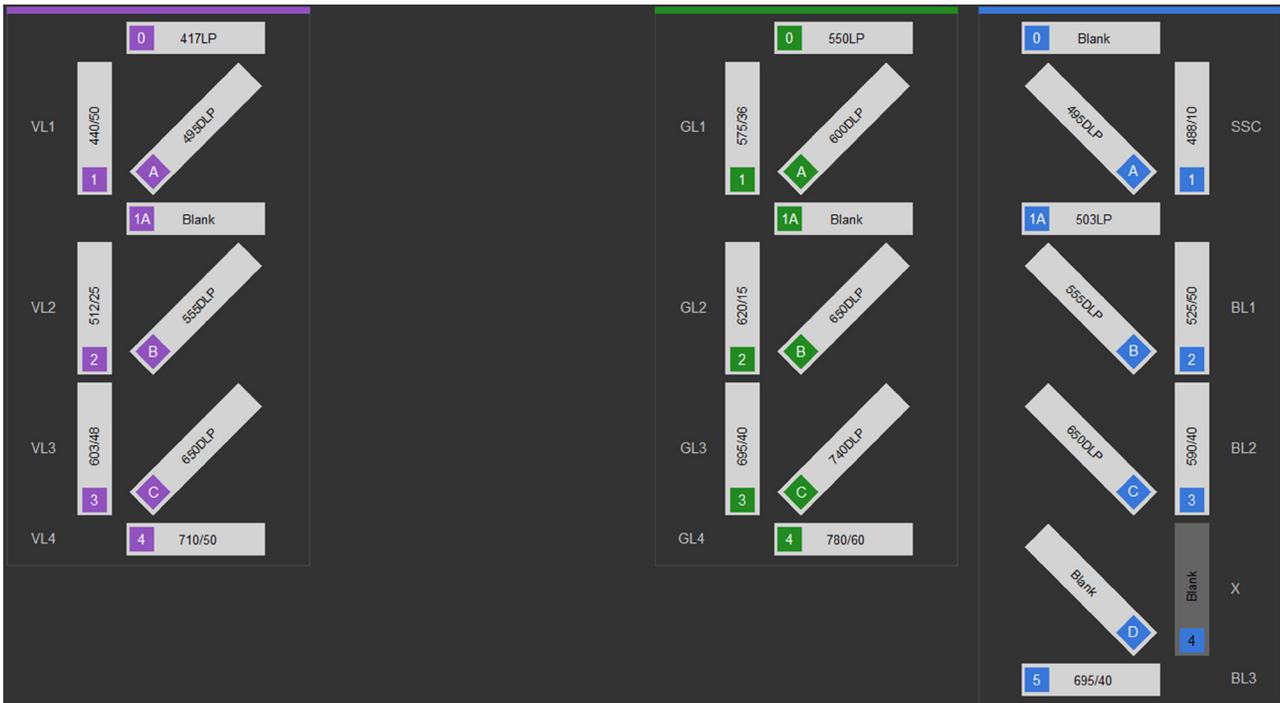 0 417LP
VL1 440/50 1 495DLP A
1A Blank
VL2 512/25 2 555DLP B
VL3 603/48 3 650DLP C
VL4 4 710/50
0 550LP
GL1 575/36 1 600DLP A
1A Blank
GL2 620/15 2 650DLP B
GL3 695/40 3 740DLP C
GL4 4 780/60
0 Blank
495DLP A 488/10 1 SSC
1A 503LP
555DLP B 525/50 2 BL1
650DLP C 590/40 3 BL2
Blank D Blank 4 X
5 695/40 BL3